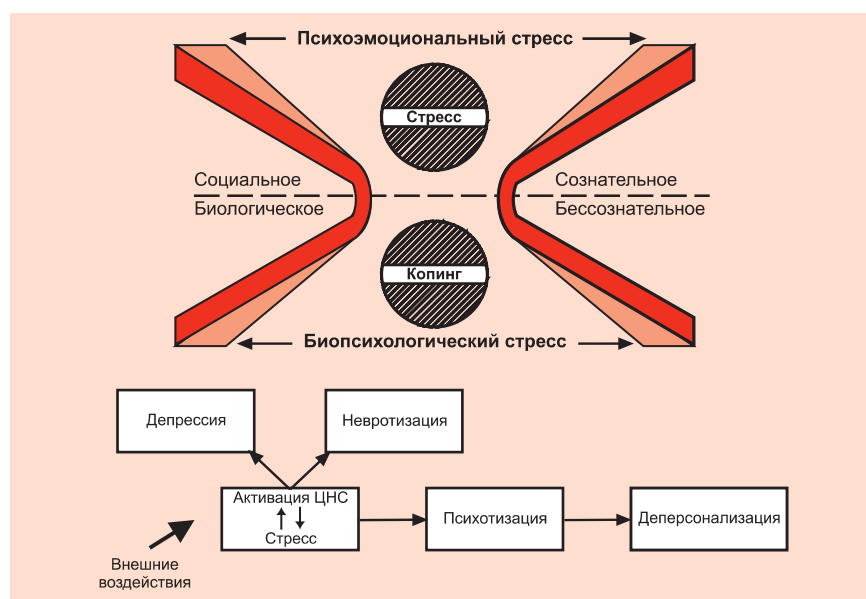 Психоэмоциональный стресс
Стресс
Социальное
Сознательное
Биологическое
Бессознательное
Копинг
Биопсихологический стресс
Депрессия
Невротизация
Активация ЦНС
Стресс
Психотизация
Деперсонализация
Внешние
воздействия